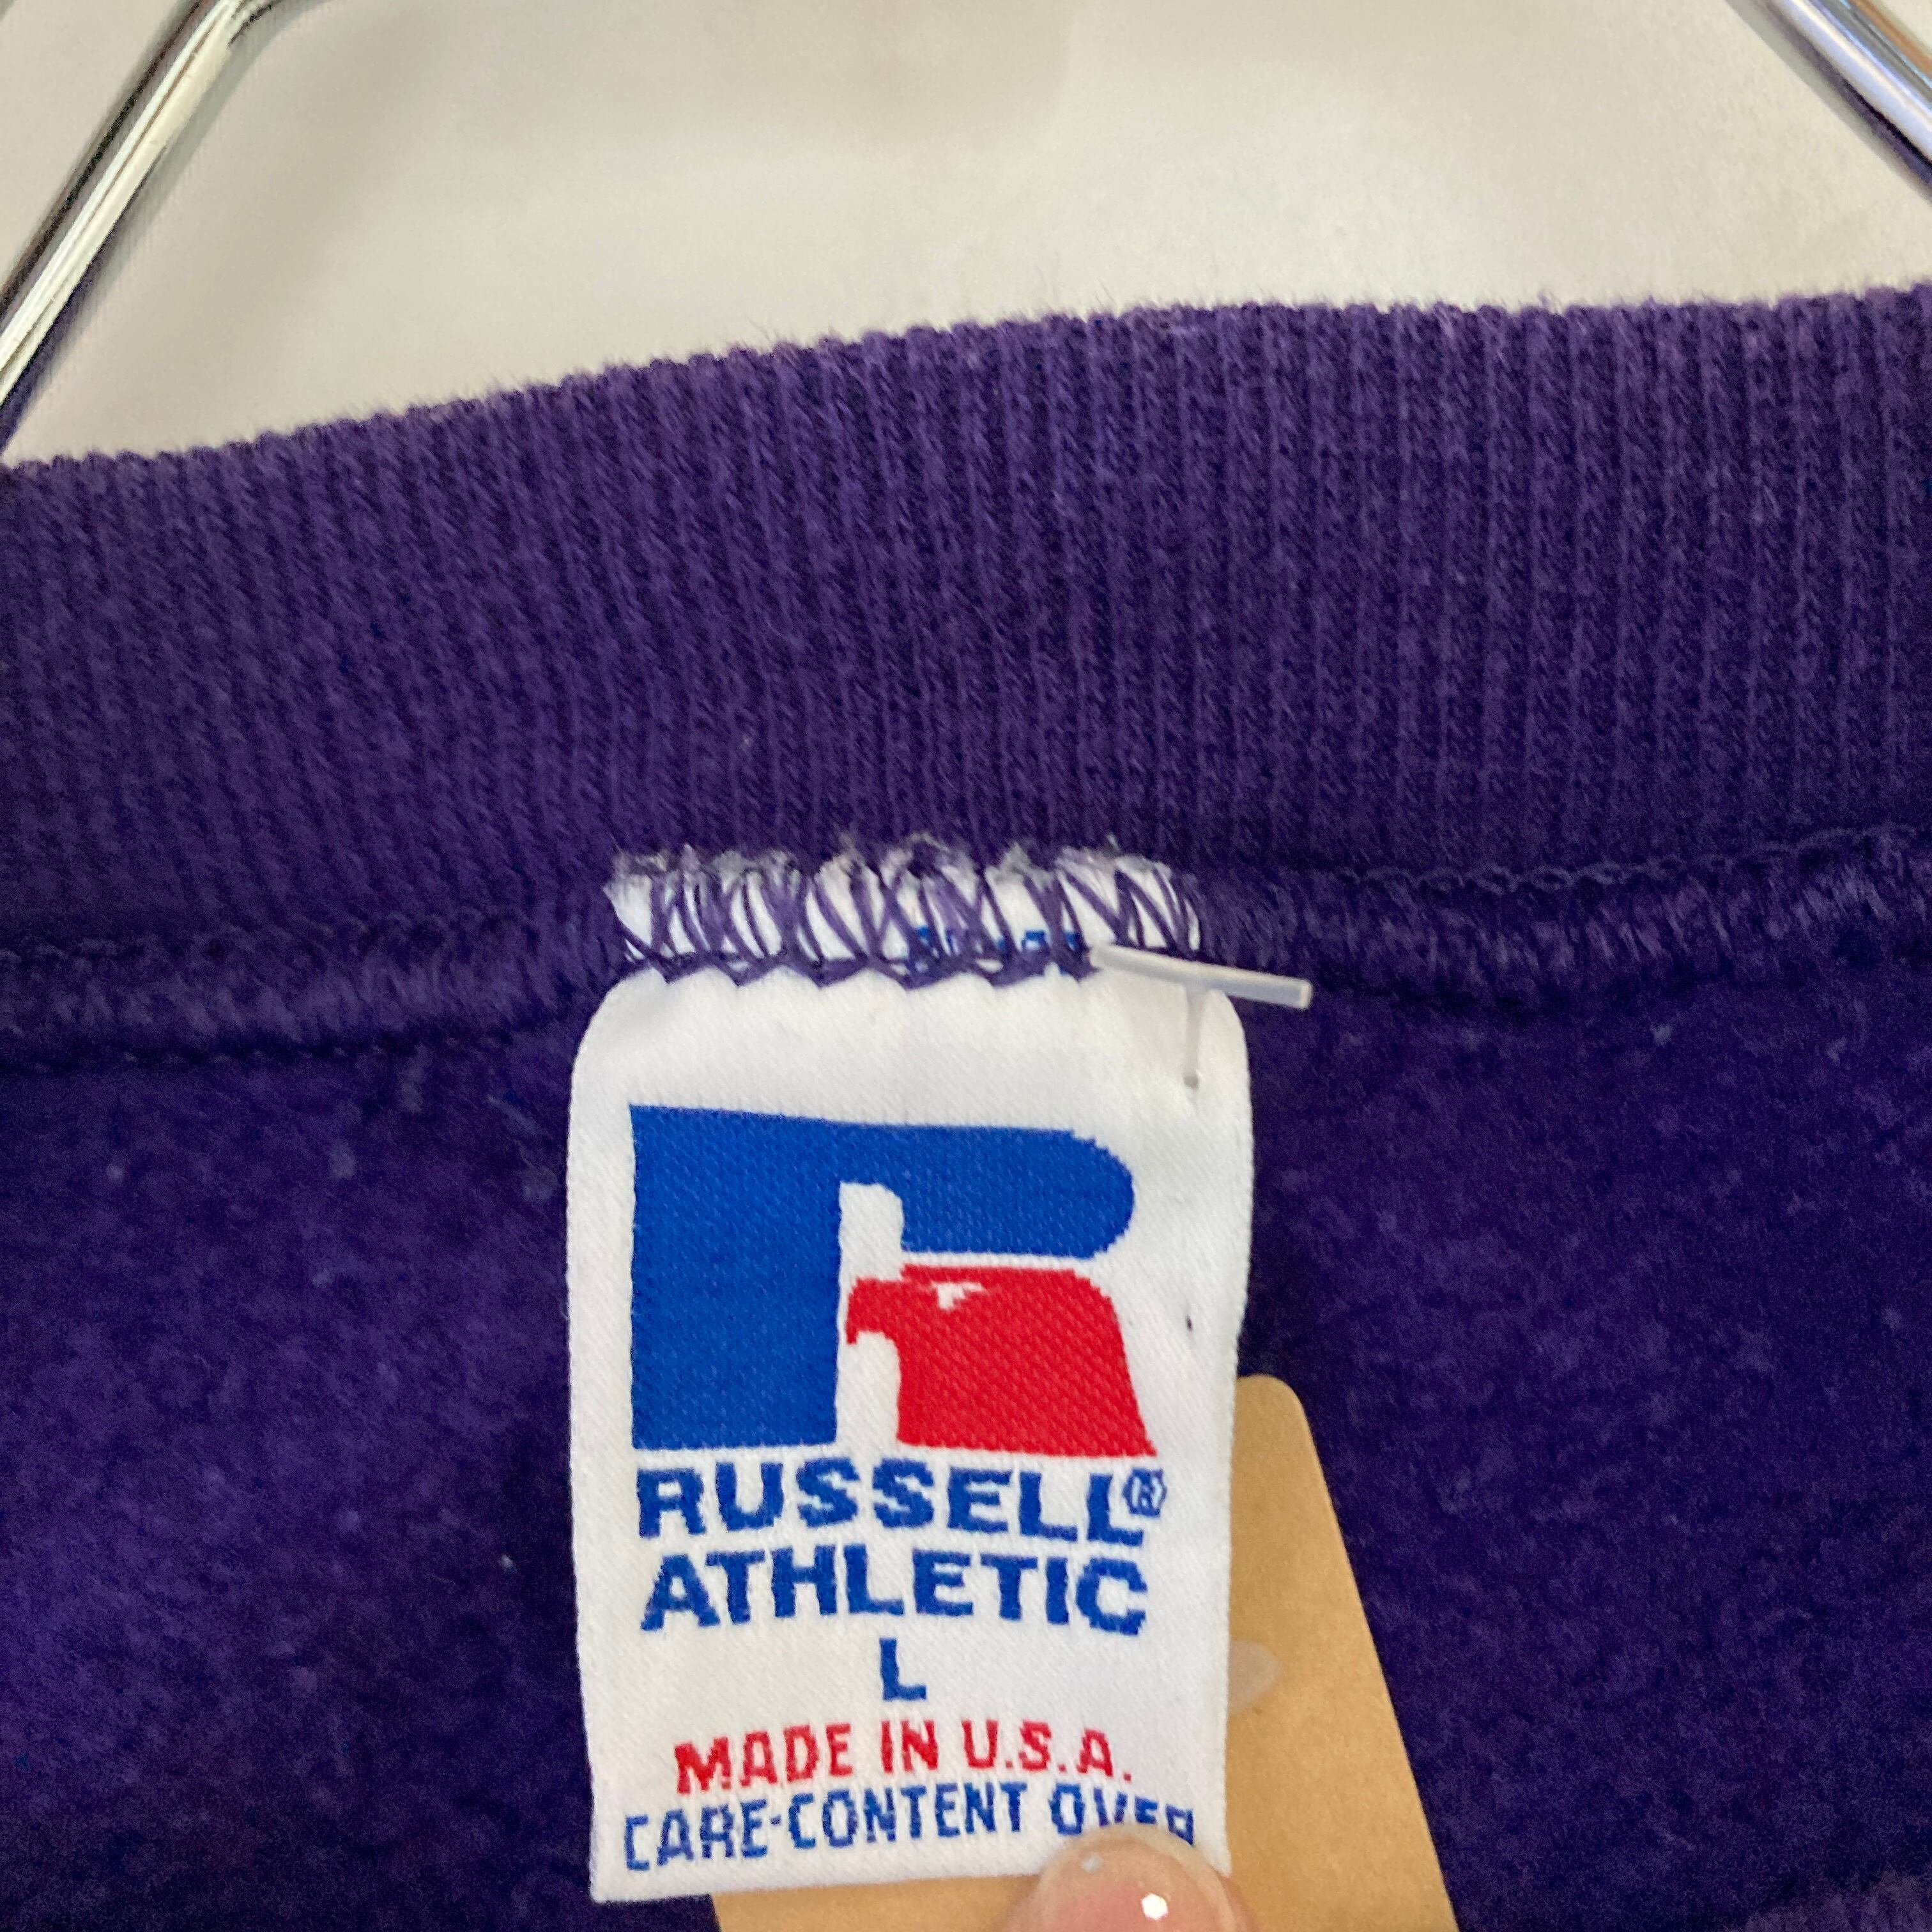 RUSSELL®
ATHLETIC
L
MADE IN U.S.A.
CARE-CONTENT OVER